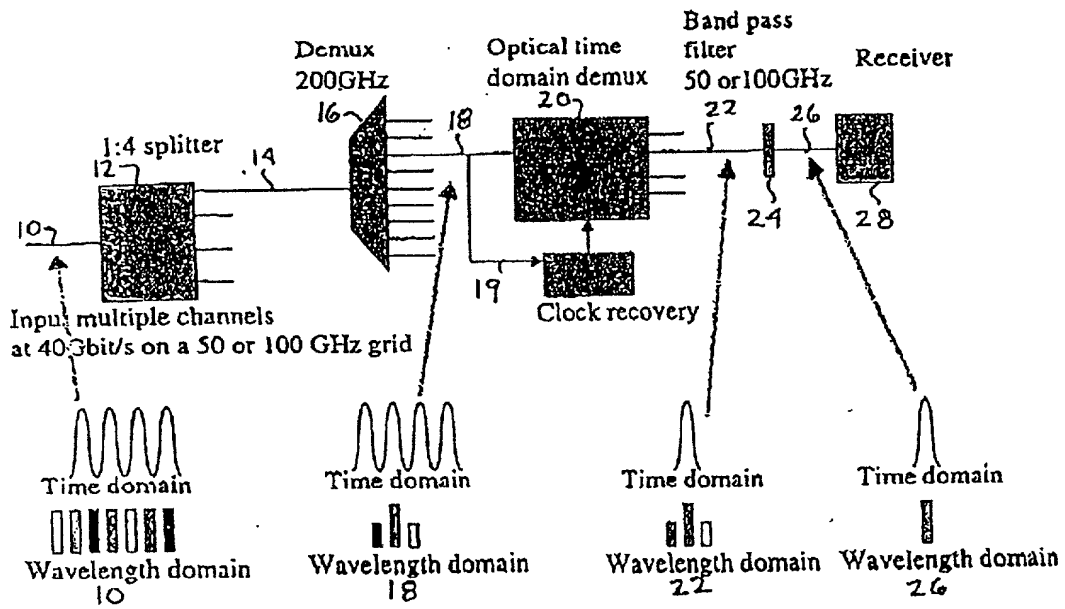 Demux
200GHz
16
Optical time
domain demux
20
Band pass
filter
50 or100GHz
22
Receiver
26
18
1:4 splitter
12
14
10
24
28
19
Clock recovery
Input multiple channels
at 40Gbit/s on a 50 or 100 GHz grid
Time domain
Time domain
Time domain
Time domain
Wavelength domain
10
Wavelength domain
18
Wavelength domain
22
Wavelength domain
26